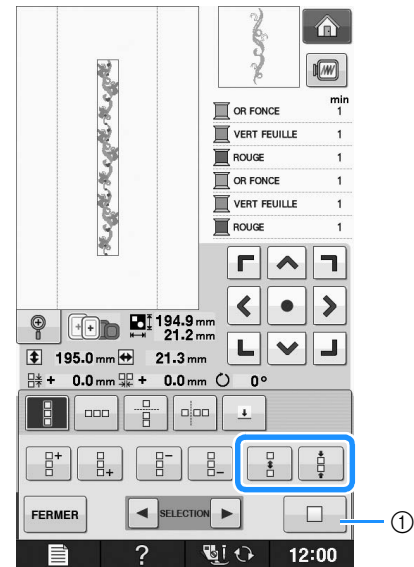 min
OR FONCE 1
VERT FEUILLE 1
ROUGE 1
OR FONCE 1
VERT FEUILLE 1
ROUGE 1
194.9 mm
21.2 mm
195.0 mm 21.3 mm
+ 0.0 mm + 0.0 mm 0°
FERMER SELECTION ①
? 12:00